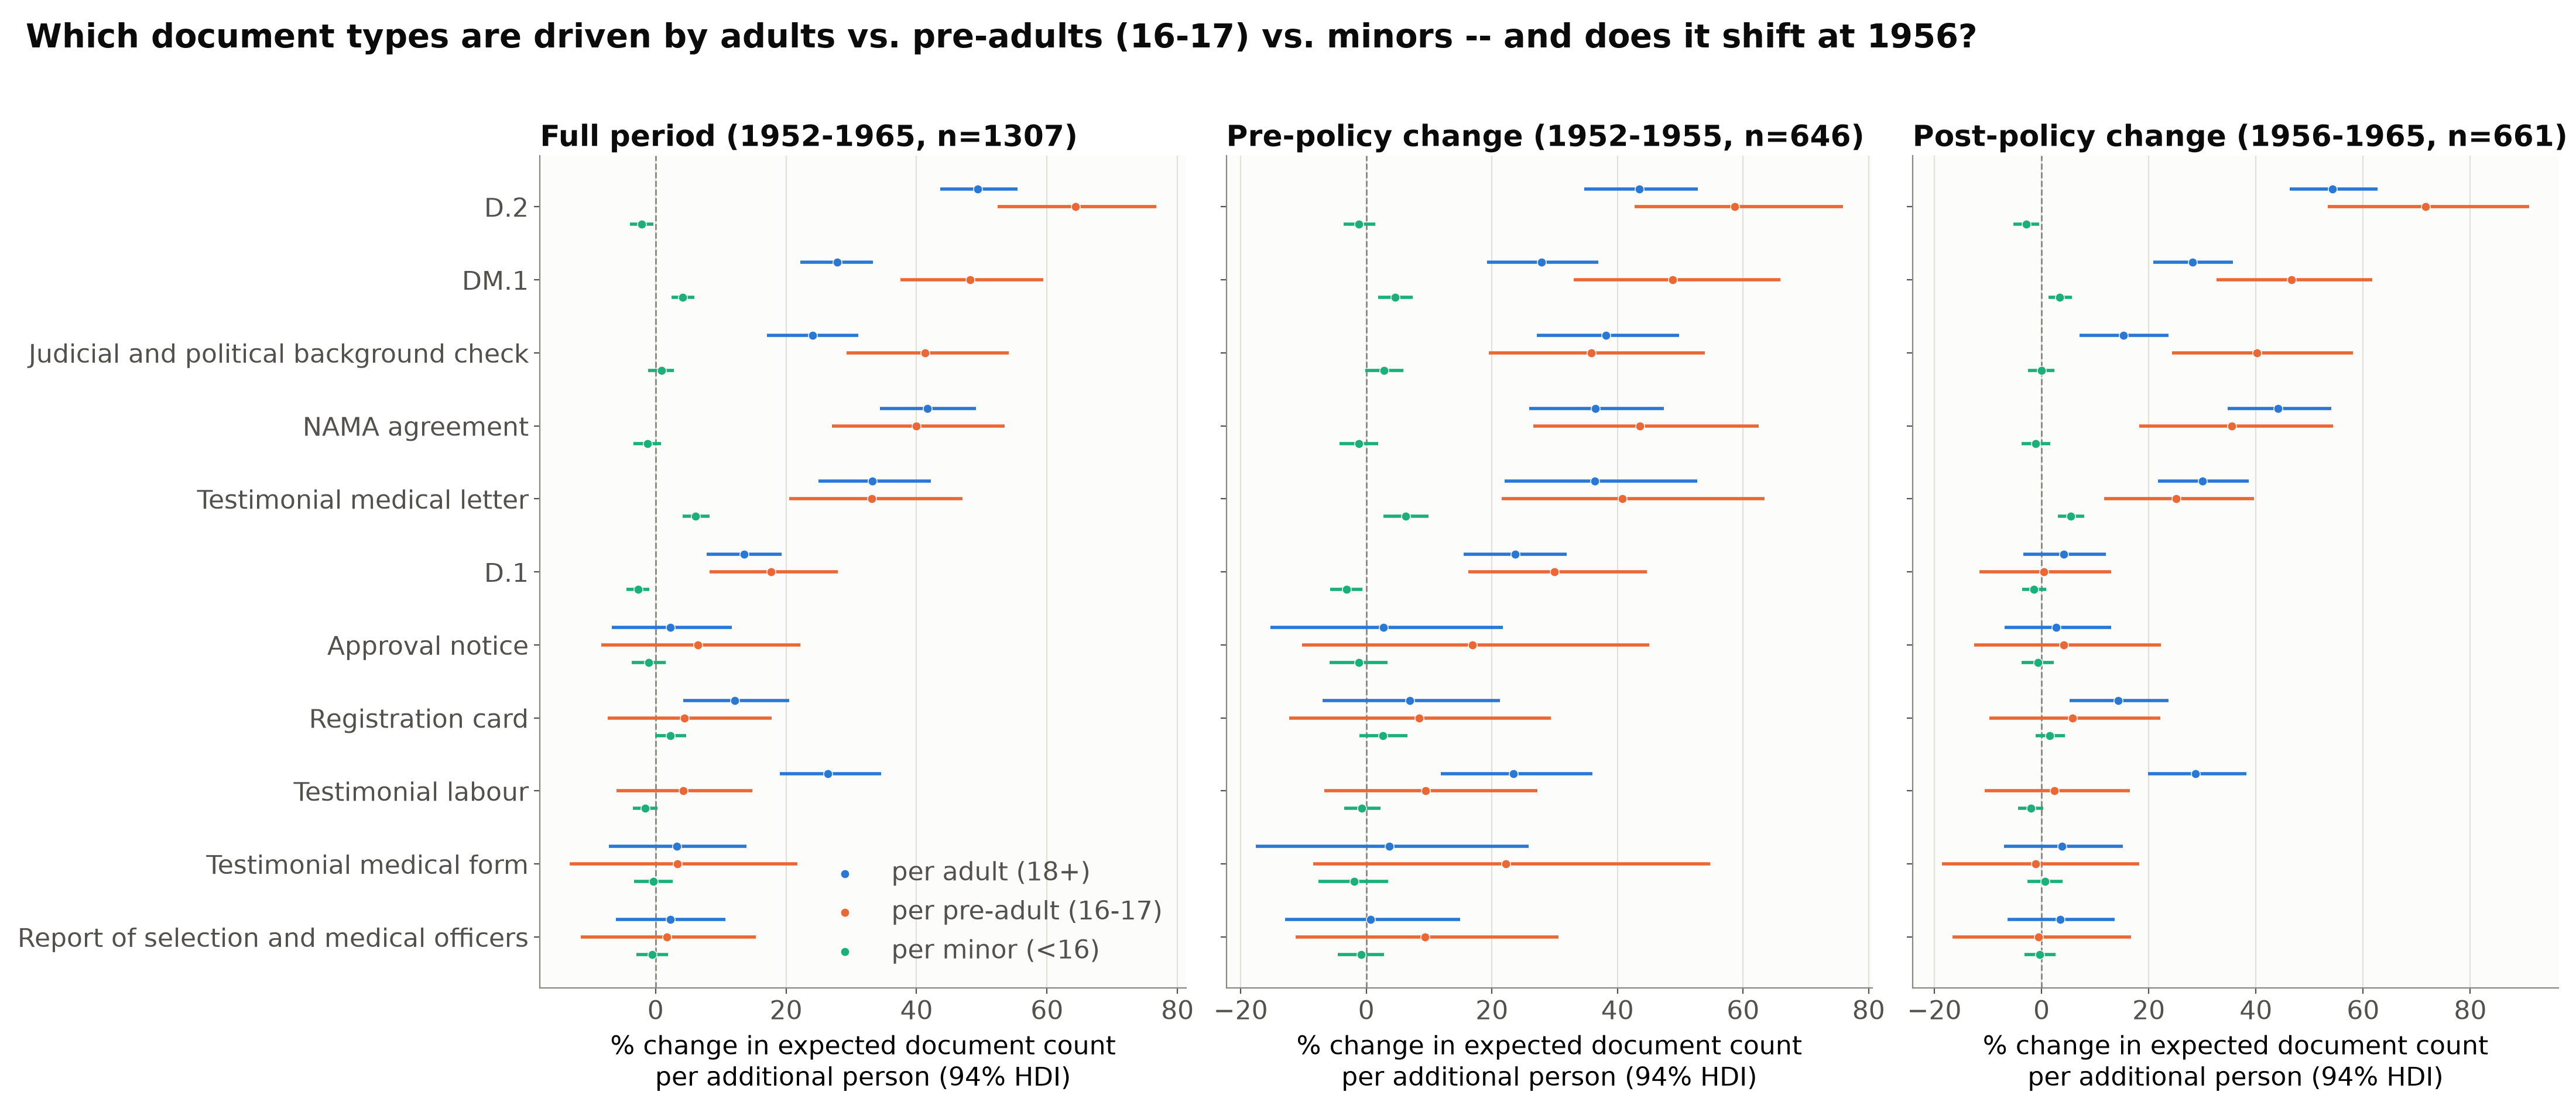 Which document types are driven by adults vs. pre-adults (16-17) vs. minors -- and does it shift at 1956?
Full period (1952-1965, n=1307)
Pre-policy change (1952-1955, n=646)
Post-policy change (1956-1965, n=661)
D.2
DM.1
Judicial and political background check
NAMA agreement
Testimonial medical letter
D.1
Approval notice
Registration card
Testimonial labour
Testimonial medical form
Report of selection and medical officers
per adult (18+)
per pre-adult (16-17)
per minor (<16)
0 20 40 60 80
−20 0 20 40 60 80
−20 0 20 40 60 80
% change in expected document count
per additional person (94% HDI)
% change in expected document count
per additional person (94% HDI)
% change in expected document count
per additional person (94% HDI)